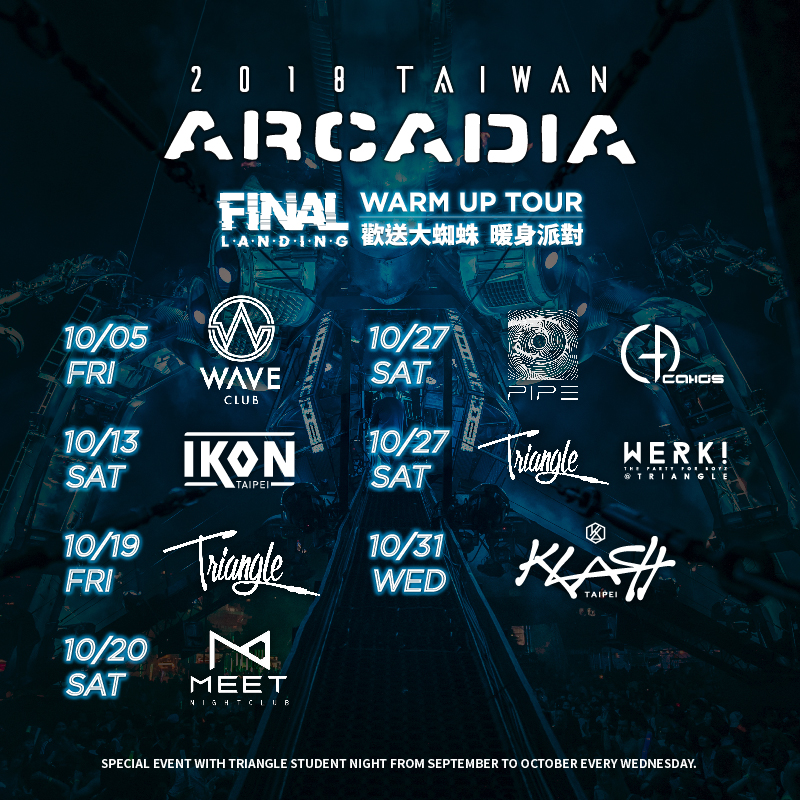 2018 TAIWAN
ARCADIA
FINAL LANDING
WARM UP TOUR
歡送大蜘蛛 暖身派對
10/05 FRI
WAVE CLUB
10/13 SAT
IKON TAIPEI
10/19 FRI
Triangle
10/20 SAT
MEET NIGHTCLUB
10/27 SAT
PIPE
CAHOS
10/27 SAT
Triangle
WERK!
THE PARTY FOR BOYZ
@TRIANGLE
10/31 WED
KLASH TAIPEI
SPECIAL EVENT WITH TRIANGLE STUDENT NIGHT FROM SEPTEMBER TO OCTOBER EVERY WEDNESDAY.